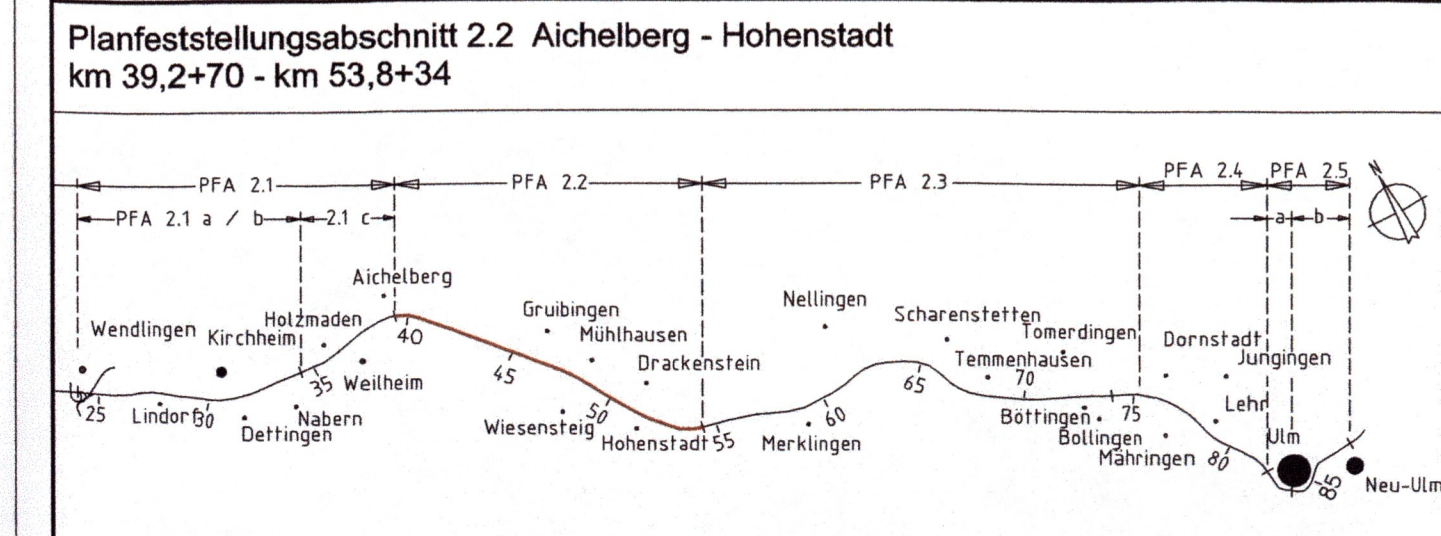 Planfeststellungsabschnitt 2.2 Aichelberg - Hohenstadt
km 39,2+70 - km 53,8+34
PFA 2.1
PFA 2.2
PFA 2.3
PFA 2.4
PFA 2.5
N
PFA 2.1 a / b
2.1 c
a
b
Aichelberg
Wendlingen
Kirchheim
Holzmaden
40
Gruibingen
Mühlhausen
Drackenstein
Nellingen
Scharenstetten
Tomerdingen
Temmenhausen
70
Dornstadt
Jungingen
25
Lindorf
30
Dettingen
Nabern
35
Weilheim
45
Wiesensteig
50
Hohenstadt
55
Merklingen
60
65
Böttingen
75
Bollingen
Mähringen
Lehr
80
Ulm
85
Neu-Ulm